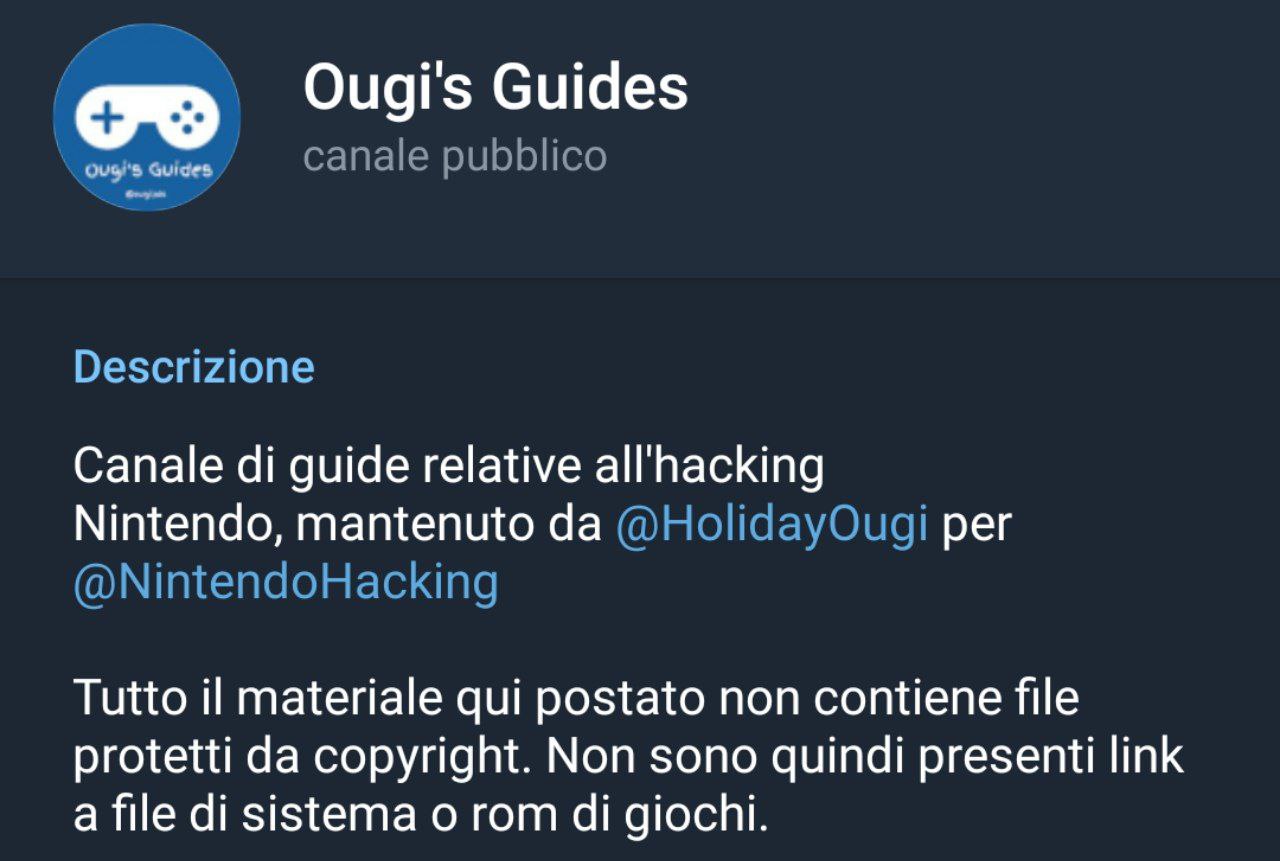 Ougi's Guides
canale pubblico
Ougi's Guides
Descrizione
Canale di guide relative all'hacking
Nintendo, mantenuto da @HolidayOugi per
@NintendoHacking
Tutto il materiale qui postato non contiene file
protetti da copyright. Non sono quindi presenti link
a file di sistema o rom di giochi.